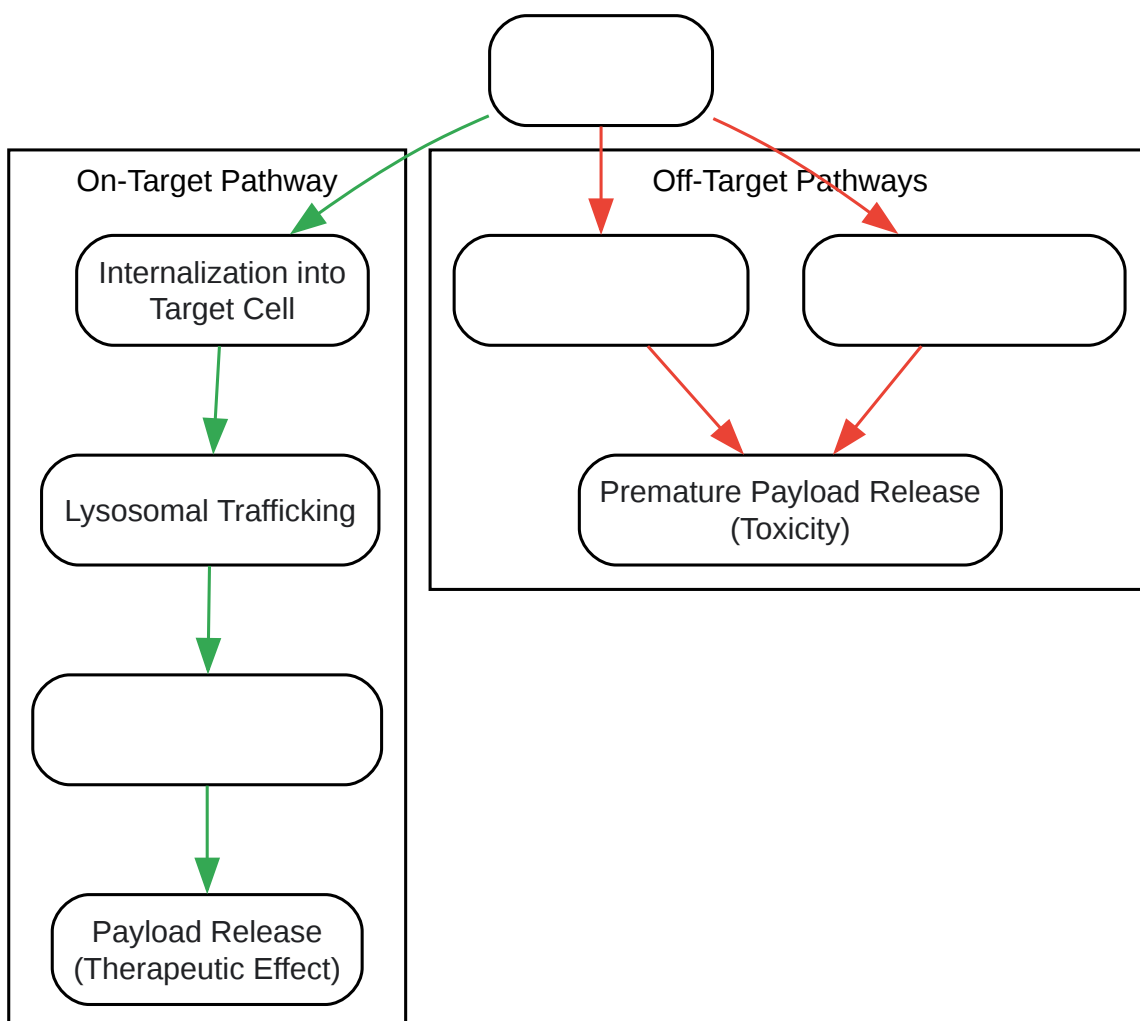 On-Target Pathway
Off-Target Pathways
Internalization into
Target Cell
Lysosomal Trafficking
Premature Payload Release
(Toxicity)
Payload Release
(Therapeutic Effect)